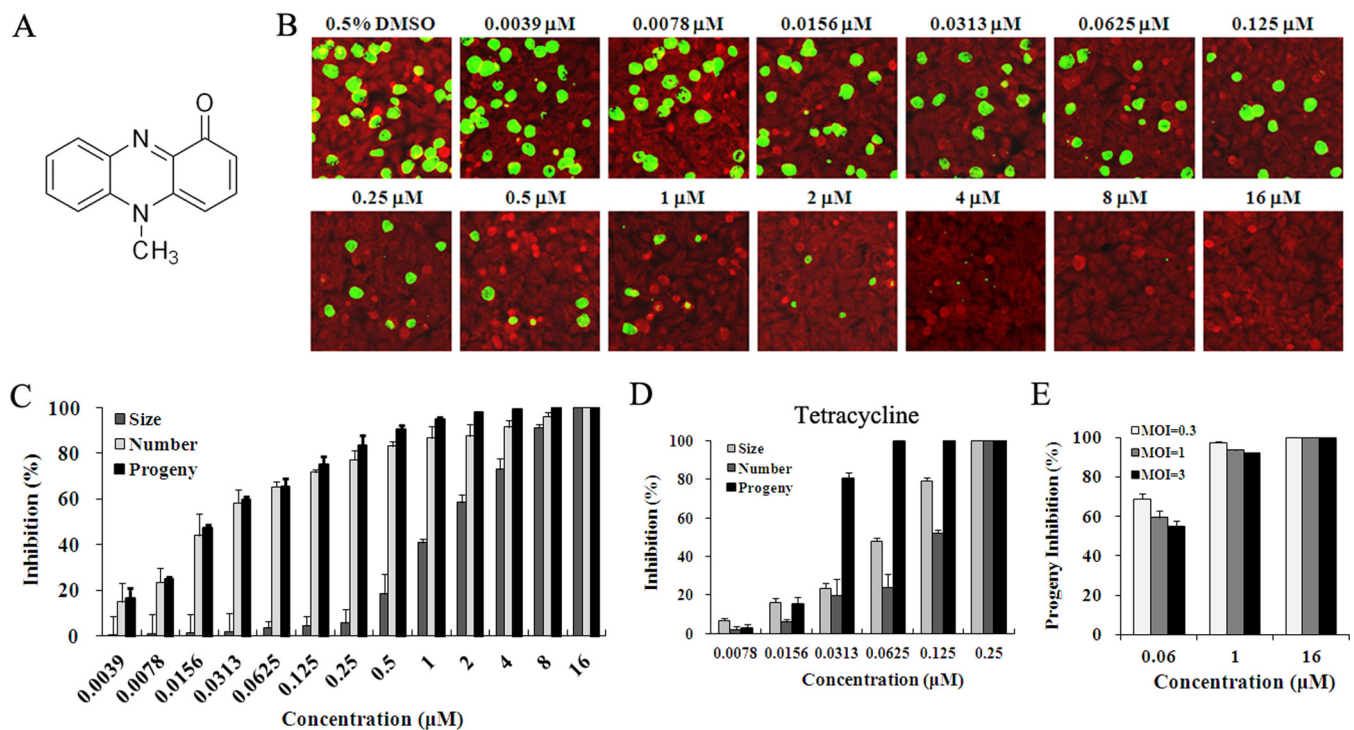 A
O
N
N
CH3
B
0.5% DMSO 0.0039 µM 0.0078 µM 0.0156 µM 0.0313 µM 0.0625 µM 0.125 µM
0.25 µM 0.5 µM 1 µM 2 µM 4 µM 8 µM 16 µM
C
Inhibition (%)
100
80
60
40
20
0
Size
Number
Progeny
0.0039 0.0078 0.0156 0.0313 0.0625 0.125 0.25 0.5 1 2 4 8 16
Concentration (µM)
D
Tetracycline
Inhibition (%)
100
80
60
40
20
0
Size
Number
Progeny
0.0078 0.0156 0.0313 0.0625 0.125 0.25
Concentration (µM)
E
Progeny Inhibition (%)
100
80
60
40
20
0
MOI=0.3
MOI=1
MOI=3
0.06 1 16
Concentration (µM)